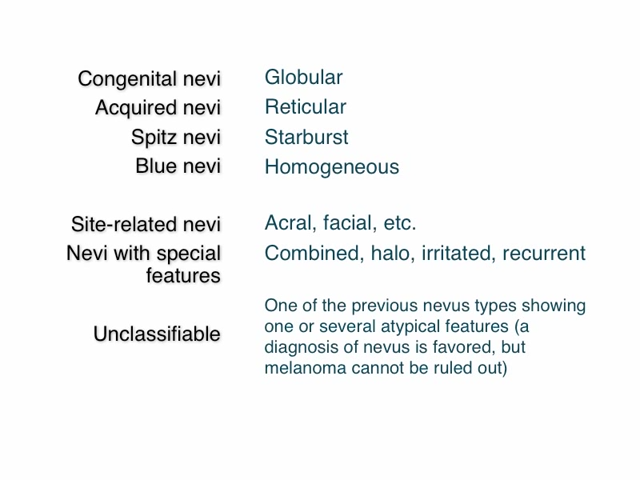 Congenital nevi Globular
Acquired nevi Reticular
Spitz nevi Starburst
Blue nevi Homogeneous
Site-related nevi Acral, facial, etc.
Nevi with special Combined, halo, irritated, recurrent
features
Unclassifiable
One of the previous nevus types showing
one or several atypical features (a
diagnosis of nevus is favored, but
melanoma cannot be ruled out)